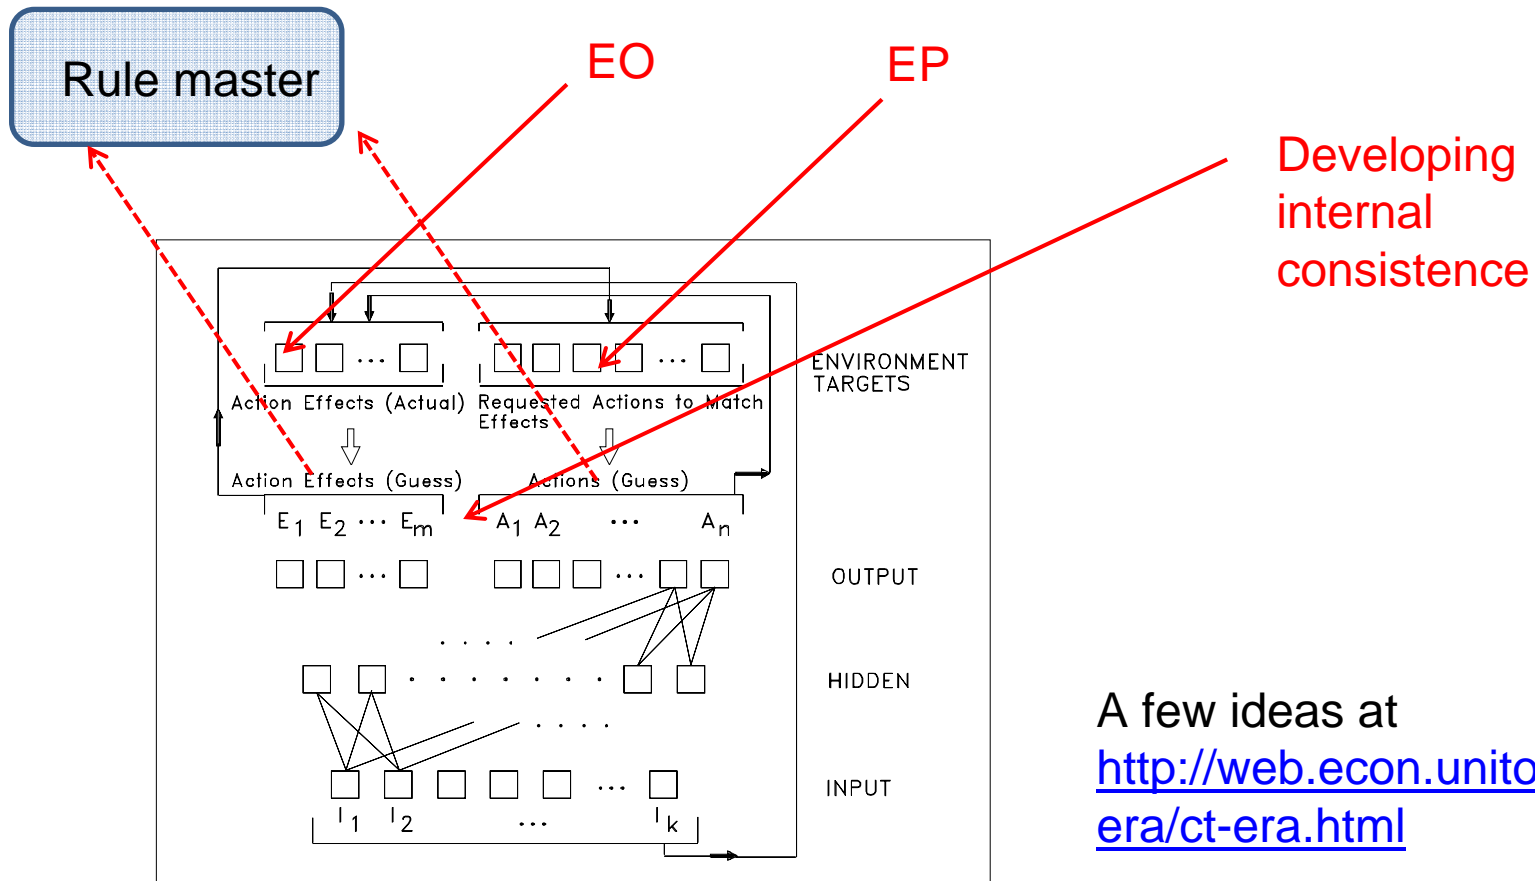 Rule master
EO
EP
Developing
internal
consistence
ENVIRONMENT
TARGETS
Action Effects (Actual)
Requested Actions to Match
Effects
Action Effects (Guess)
Actions (Guess)
E1 E2 ... Em
A1 A2 ... An
OUTPUT
HIDDEN
INPUT
I1 I2 ... Ik
A few ideas at
http://web.econ.unito
era/ct-era.html